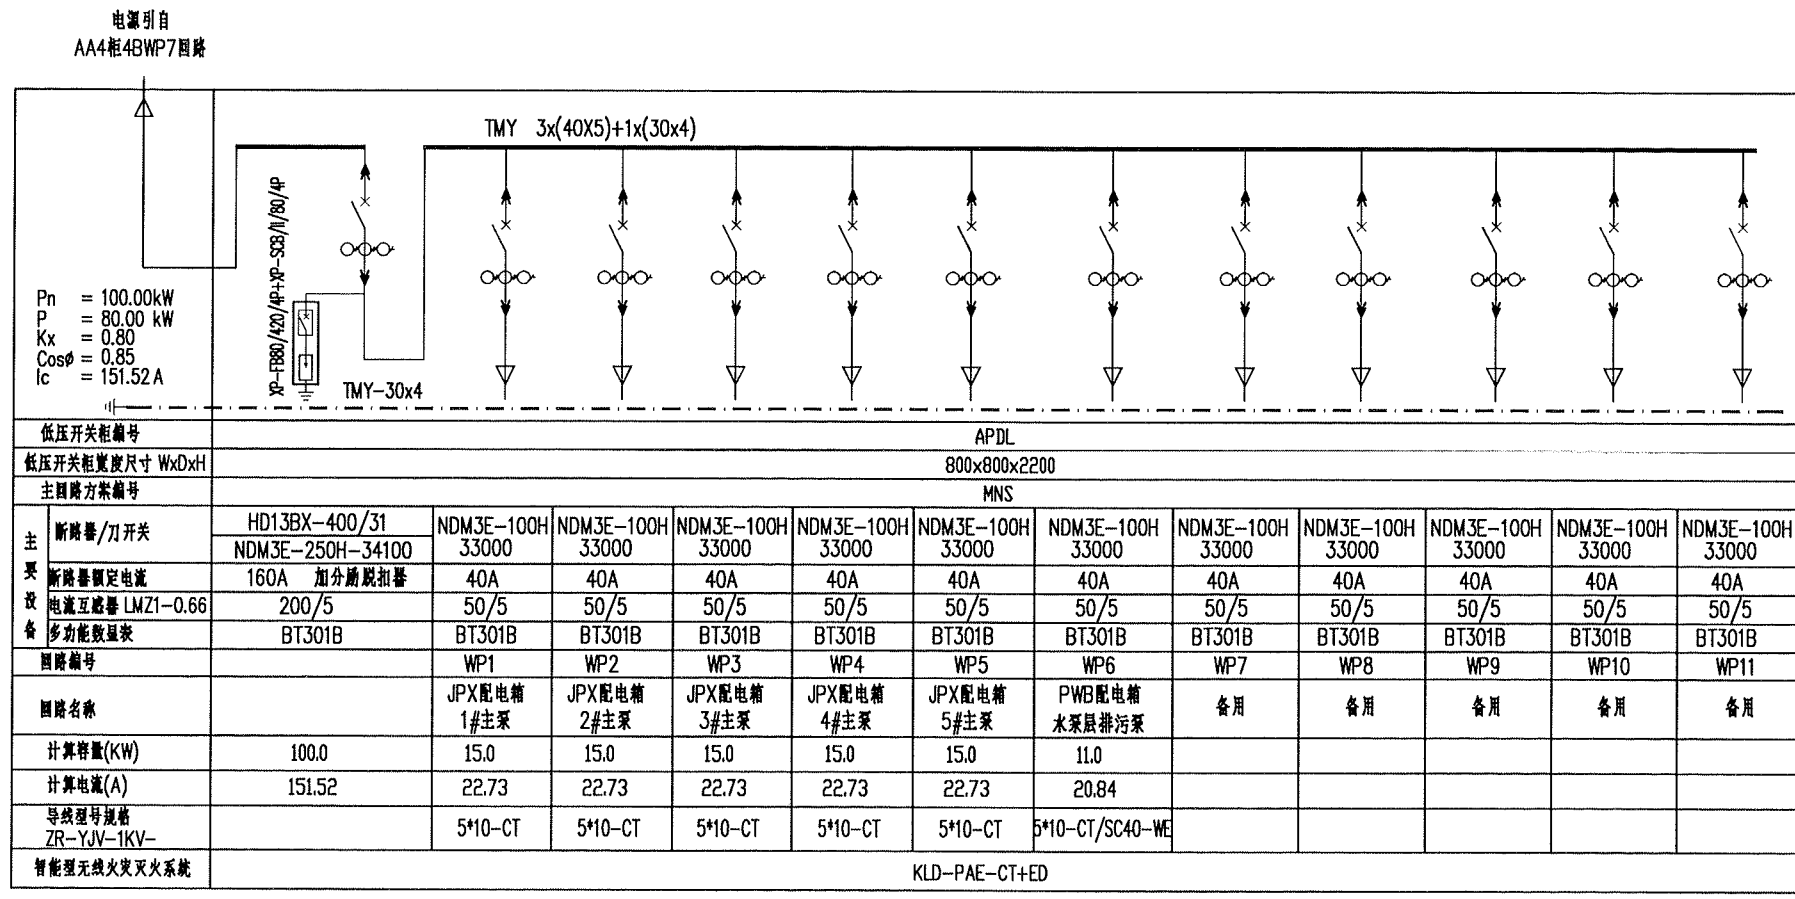 电源引自
AA4柜4BWP7回路
TMY 3x(40X5)+1x(30x4)
XP-FB80/420/4P+XP-SCB/II/80/4P
Pn = 100.00kW
P = 80.00 kW
Kx = 0.80
Cosø = 0.85
Ic = 151.52 A
TMY-30x4
低压开关柜编号 APDL
低压开关柜宽度尺寸 WxDxH 800x800x2200
主回路方案编号 MNS
主要设备
断路器/刀开关 HD13BX-400/31
NDM3E-250H-34100
NDM3E-100H NDM3E-100H NDM3E-100H NDM3E-100H NDM3E-100H NDM3E-100H NDM3E-100H NDM3E-100H NDM3E-100H NDM3E-100H NDM3E-100H
33000 33000 33000 33000 33000 33000 33000 33000 33000 33000 33000
断路器额定电流 160A 加分励脱扣器 40A 40A 40A 40A 40A 40A 40A 40A 40A 40A 40A
电流互感器 LMZ1-0.66 200/5 50/5 50/5 50/5 50/5 50/5 50/5 50/5 50/5 50/5 50/5 50/5
多功能数显表 BT301B BT301B BT301B BT301B BT301B BT301B BT301B BT301B BT301B BT301B BT301B BT301B
回路编号 WP1 WP2 WP3 WP4 WP5 WP6 WP7 WP8 WP9 WP10 WP11
回路名称
JPX配电箱 JPX配电箱 JPX配电箱 JPX配电箱 JPX配电箱 PWB配电箱 备用 备用 备用 备用 备用
1#主泵 2#主泵 3#主泵 4#主泵 5#主泵 水泵层排污泵
计算容量(KW) 100.0 15.0 15.0 15.0 15.0 15.0 11.0
计算电流(A) 151.52 22.73 22.73 22.73 22.73 22.73 20.84
导线型号规格
ZR-YJV-1KV- 5*10-CT 5*10-CT 5*10-CT 5*10-CT 5*10-CT 5*10-CT/SC40-WE
智能型无线火灾灭火系统 KLD-PAE-CT+ED